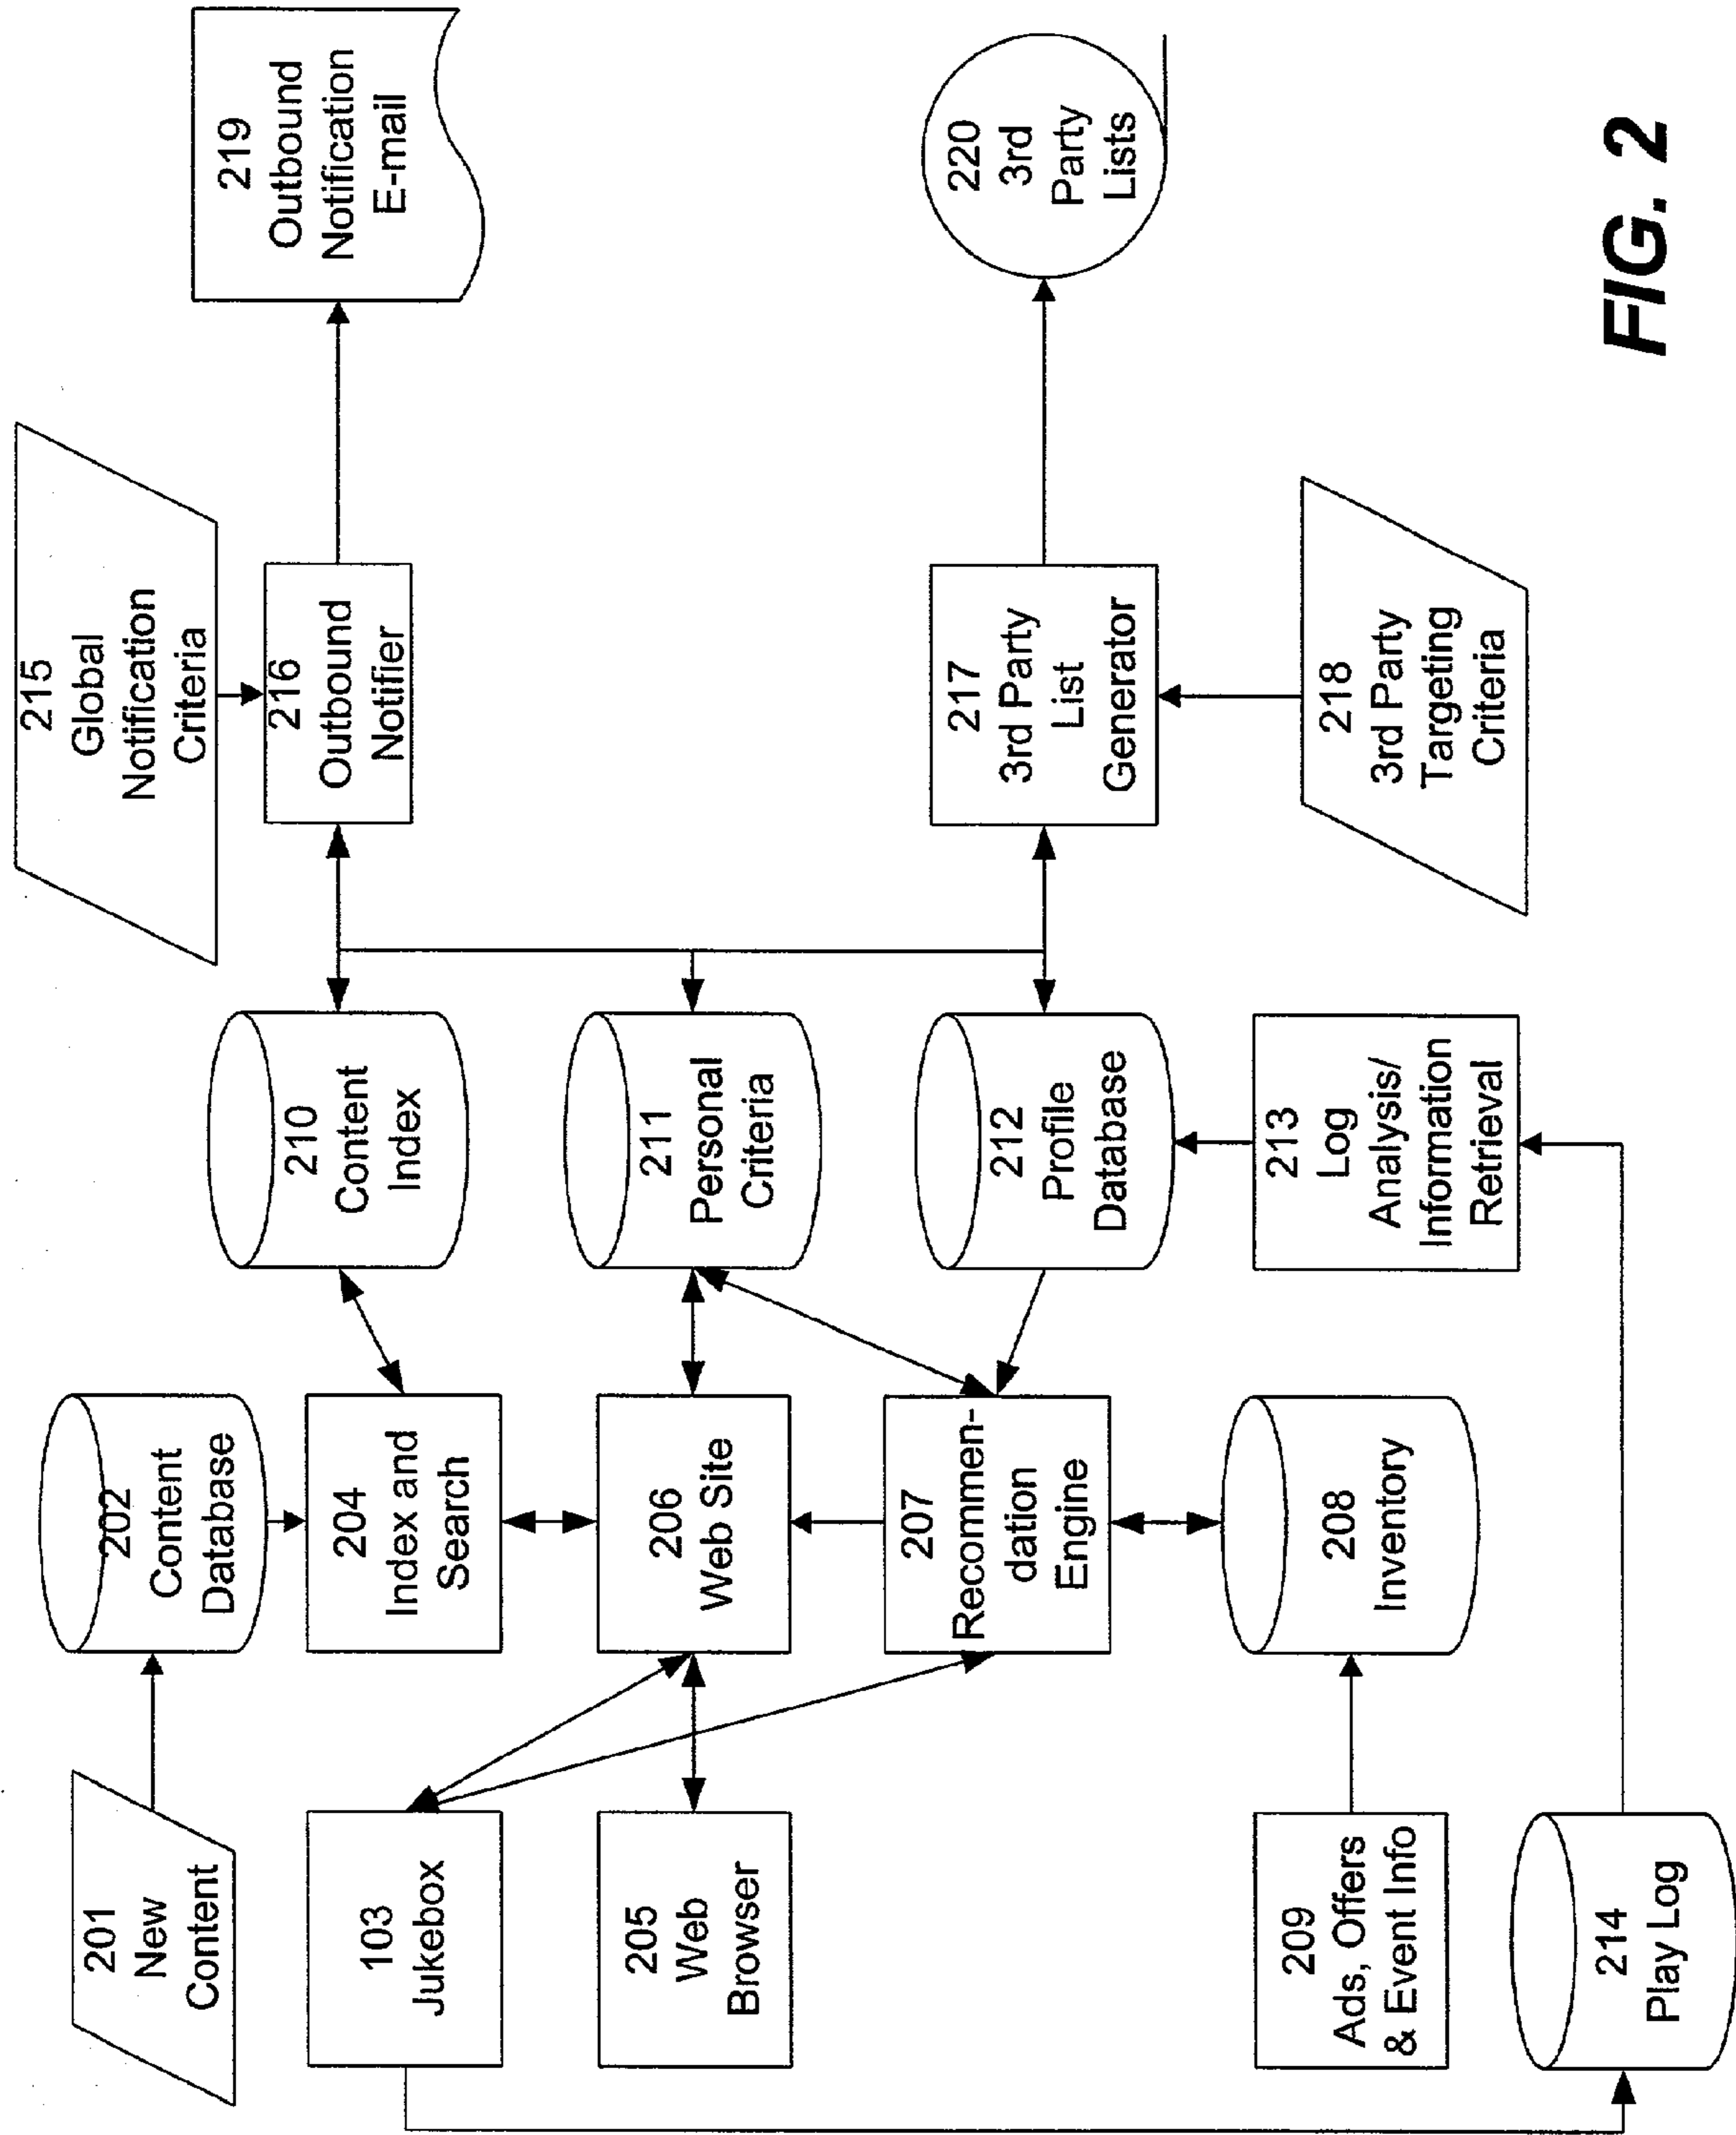 201
New
Content
202
Content
Database
103
Jukebox
204
Index and
Search
210
Content
Index
215
Global
Notification
Criteria
216
Outbound
Notifier
219
Outbound
Notification
E-mail
205
Web
Browser
206
Web Site
211
Personal
Criteria
207
Recommen-
dation
Engine
212
Profile
Database
217
3rd Party
List
Generator
220
3rd
Party
Lists
209
Ads, Offers
& Event Info
208
Inventory
213
Log
Analysis/
Information
Retrieval
218
3rd Party
Targeting
Criteria
214
Play Log
FIG. 2